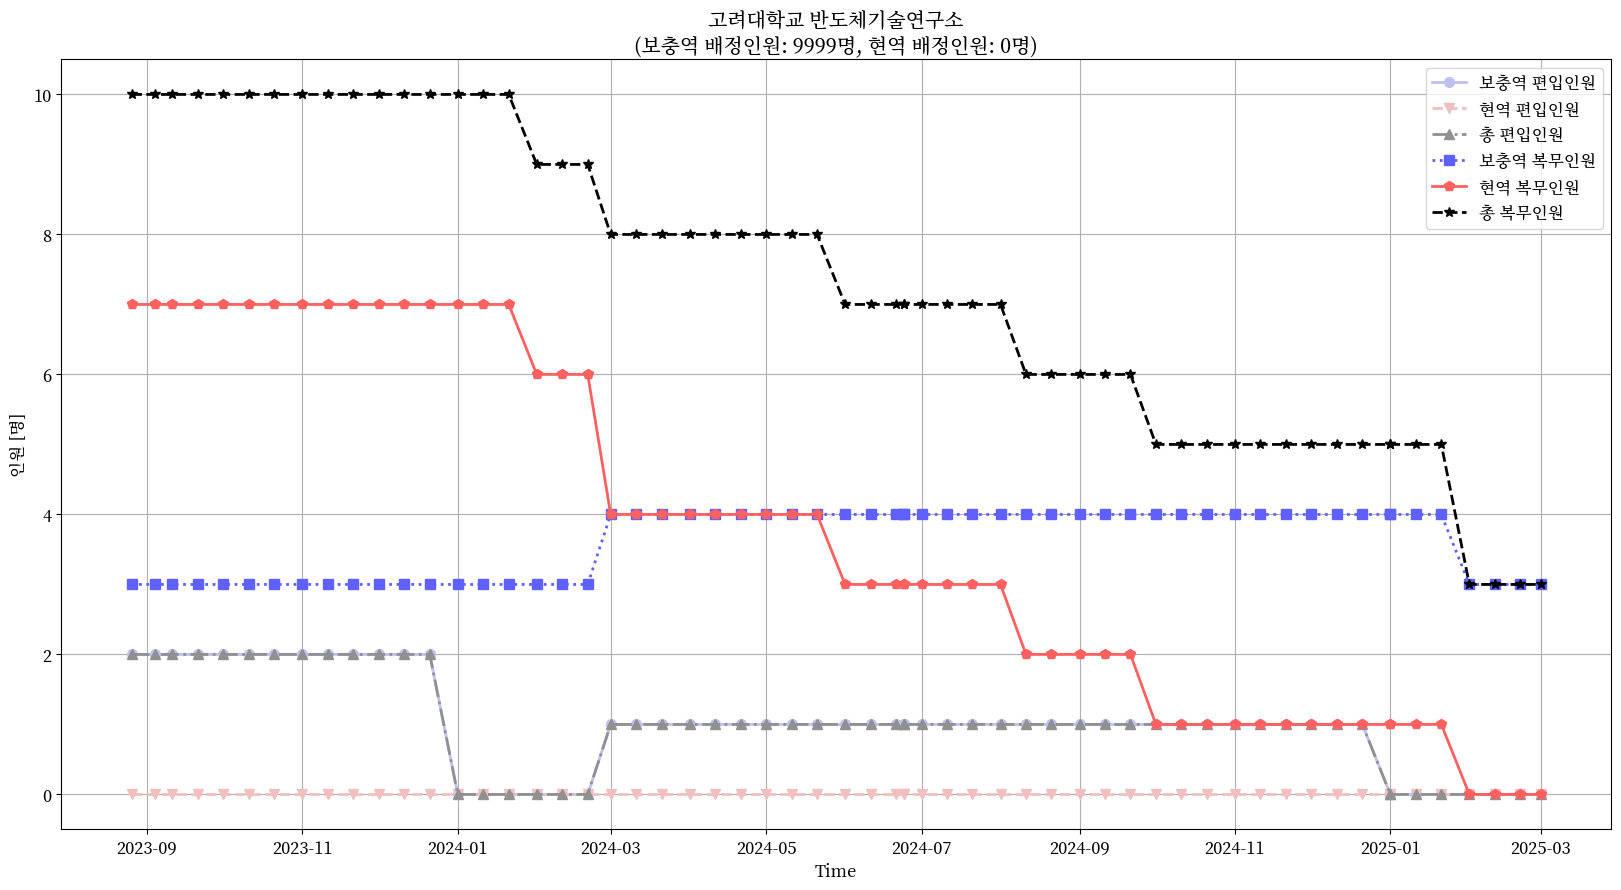 고려대학교 반도체기술연구소
(보충역 배정인원: 9999명, 현역 배정인원: 0명)
보충역 편입인원
현역 편입인원
총 편입인원
보충역 복무인원
현역 복무인원
총 복무인원
인원 [명]
10
8
6
4
2
0
2023-09
2023-11
2024-01
2024-03
2024-05
2024-07
2024-09
2024-11
2025-01
2025-03
Time